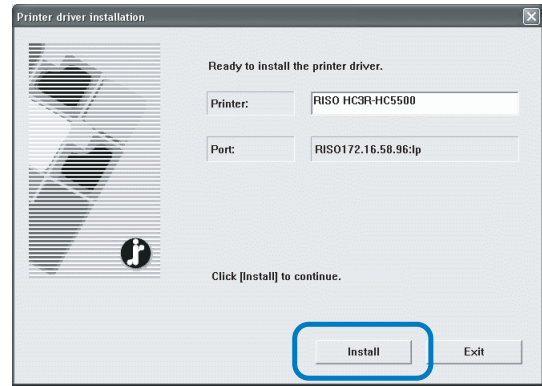 Printer driver installation
Ready to install the printer driver.
Printer: RISO HC3R-HC5500
Port: RISO172.16.58.96:lp
Click [Install] to continue.
Install Exit